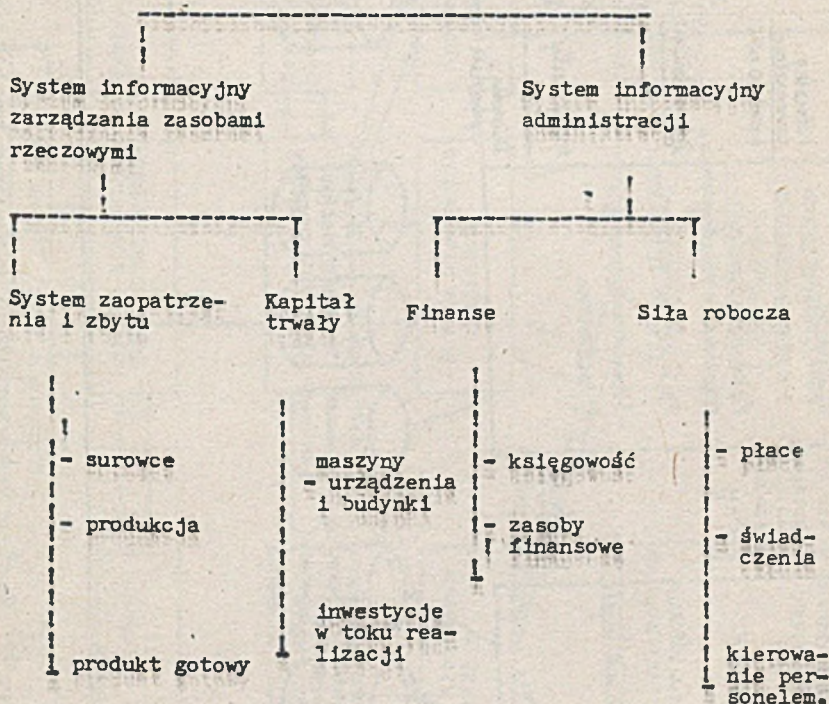 System informacyjny
zarządzania zasobami
rzeczowymi
System informacyjny
administracji
System zaopatrze-
nia i zbytu
Kapitał
trwały
Finanse
Siła robocza
- surowce
- produkcja
produkt gotowy
maszyny
- urządzenia
i budynki
inwestycje
w toku rea-
lizacji
- księgowość
- zasoby
finansowe
- płace
- świad-
czenia
kierowa-
nie per-
sonelem.